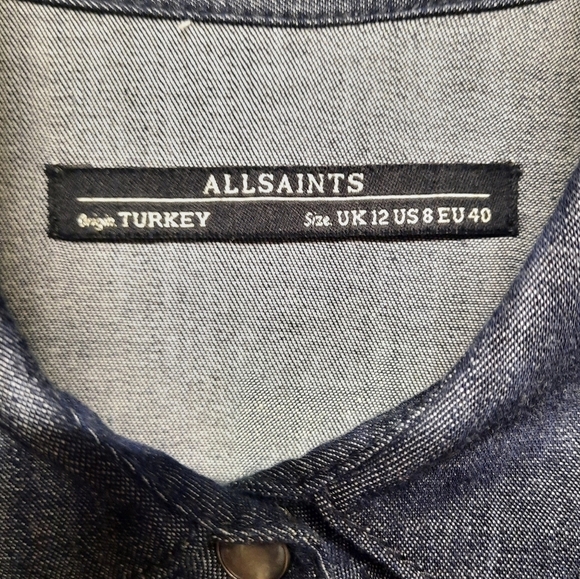 ALLSAINTS
Origin. TURKEY Size. UK 12 US 8 EU 40